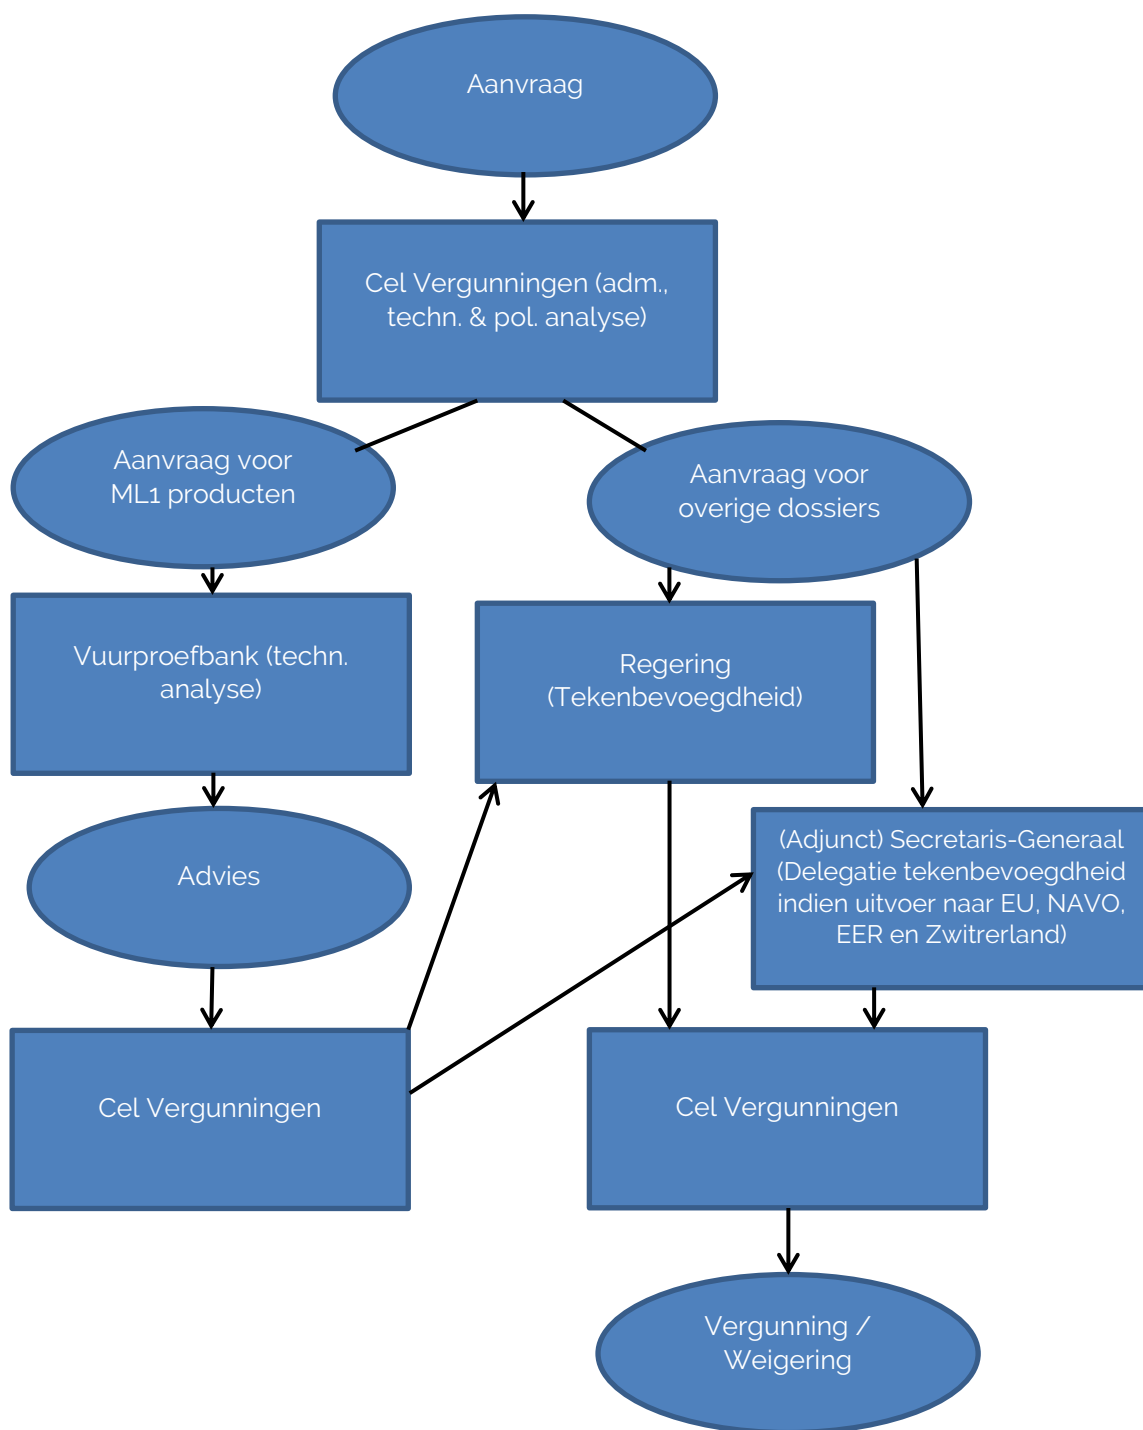 Aanvraag
Cel Vergunningen (adm.,
techn. & pol. analyse)
Aanvraag voor
ML1 producten
Aanvraag voor
overige dossiers
Vuurproefbank (techn.
analyse)
Regering
(Tekenbevoegdheid)
(Adjunct) Secretaris-Generaal
(Delegatie tekenbevoegdheid
indien uitvoer naar EU, NAVO,
EER en Zwitrerland)
Advies
Cel Vergunningen
Cel Vergunningen
Vergunning /
Weigering